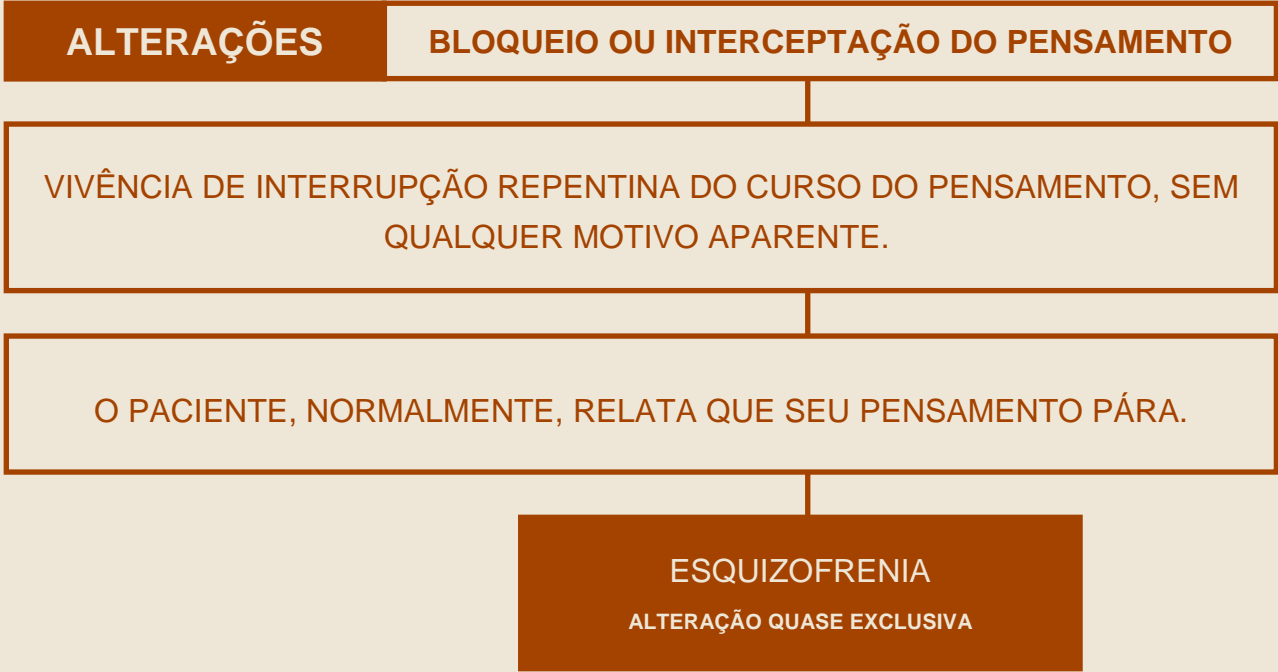 ALTERAÇÕES
BLOQUEIO OU INTERCEPTAÇÃO DO PENSAMENTO
VIVÊNCIA DE INTERRUPÇÃO REPENTINA DO CURSO DO PENSAMENTO, SEM
QUALQUER MOTIVO APARENTE.
O PACIENTE, NORMALMENTE, RELATA QUE SEU PENSAMENTO PÁRA.
ESQUIZOFRENIA
ALTERAÇÃO QUASE EXCLUSIVA